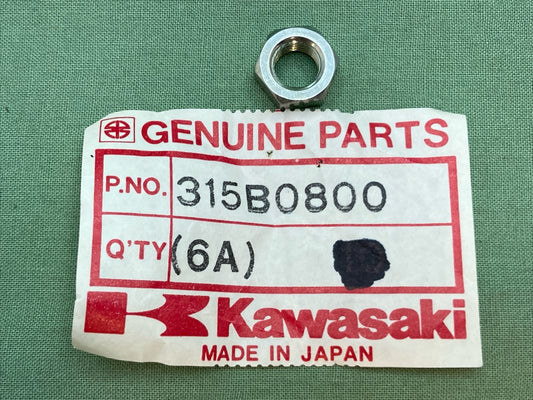 GENUINE PARTS
P.NO. 315B0800
Q'TY (6A)
Kawasaki
MADE IN JAPAN